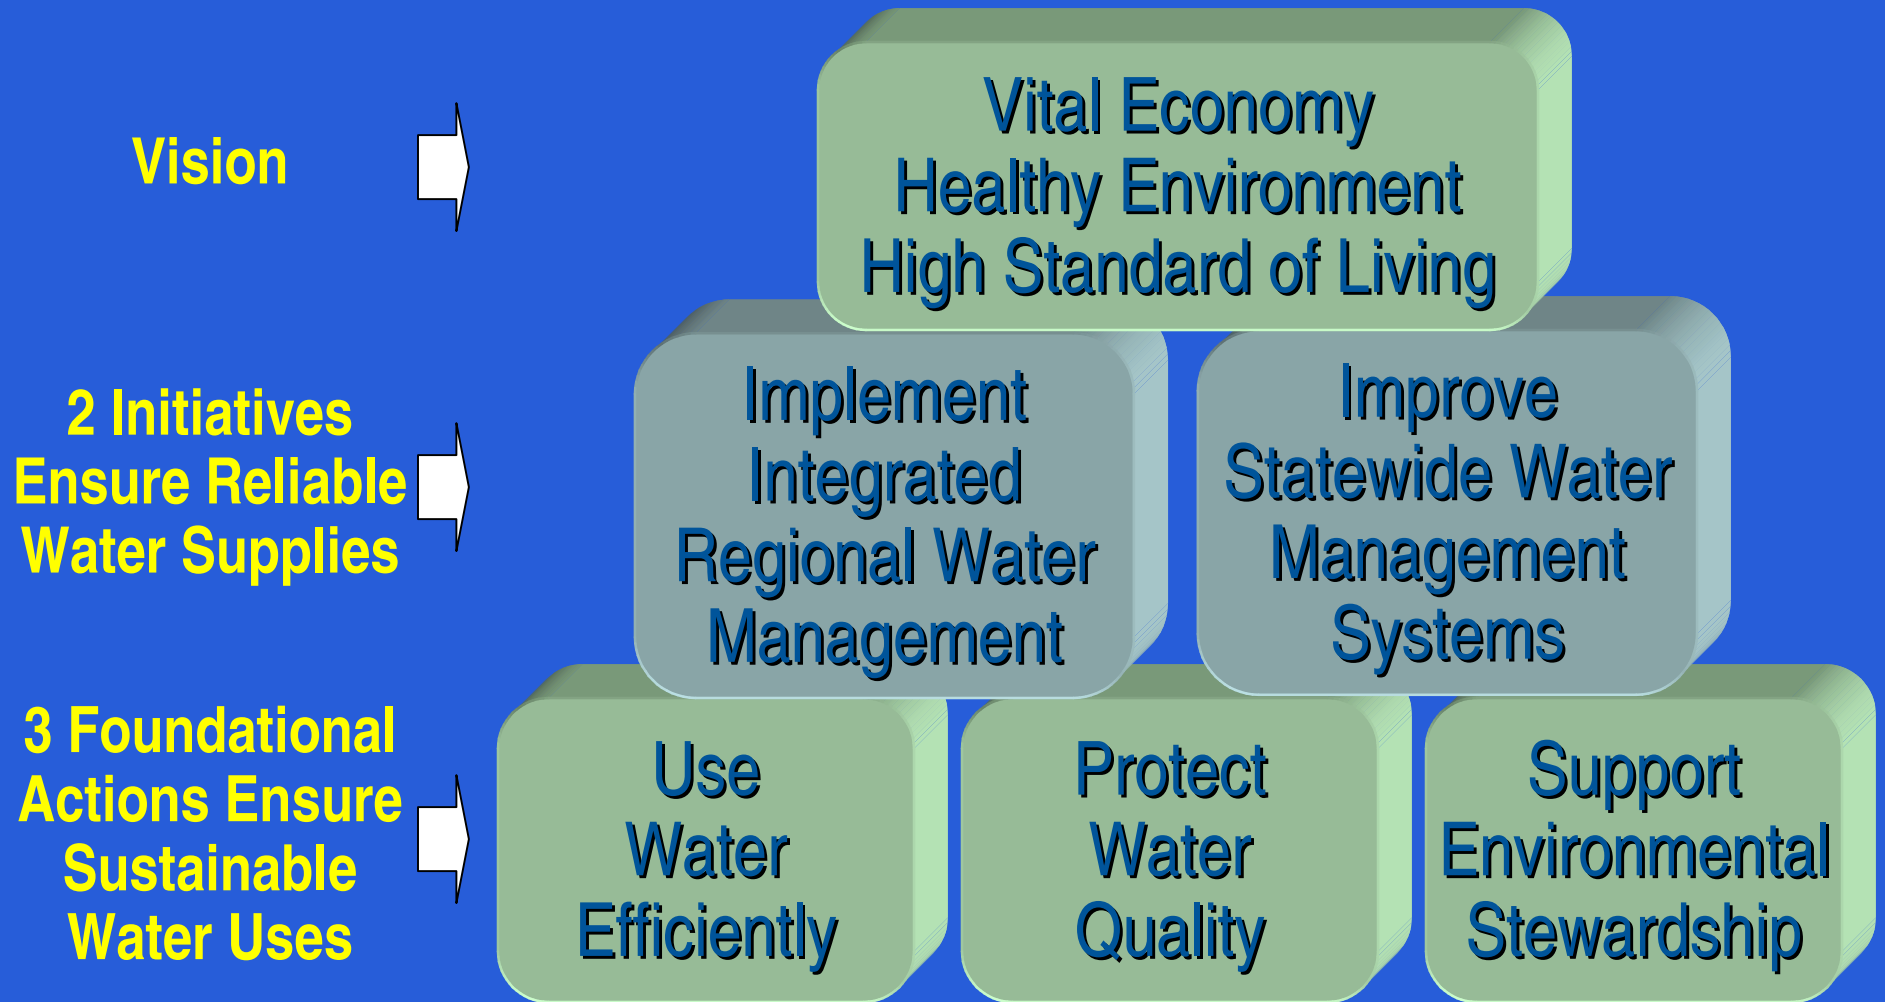 Vision
Vital Economy
Healthy Environment
High Standard of Living
2 Initiatives
Ensure Reliable
Water Supplies
Implement
Integrated
Regional Water
Management
Improve
Statewide Water
Management
Systems
3 Foundational
Actions Ensure
Sustainable
Water Uses
Use
Water
Efficiently
Protect
Water
Quality
Support
Environmental
Stewardship